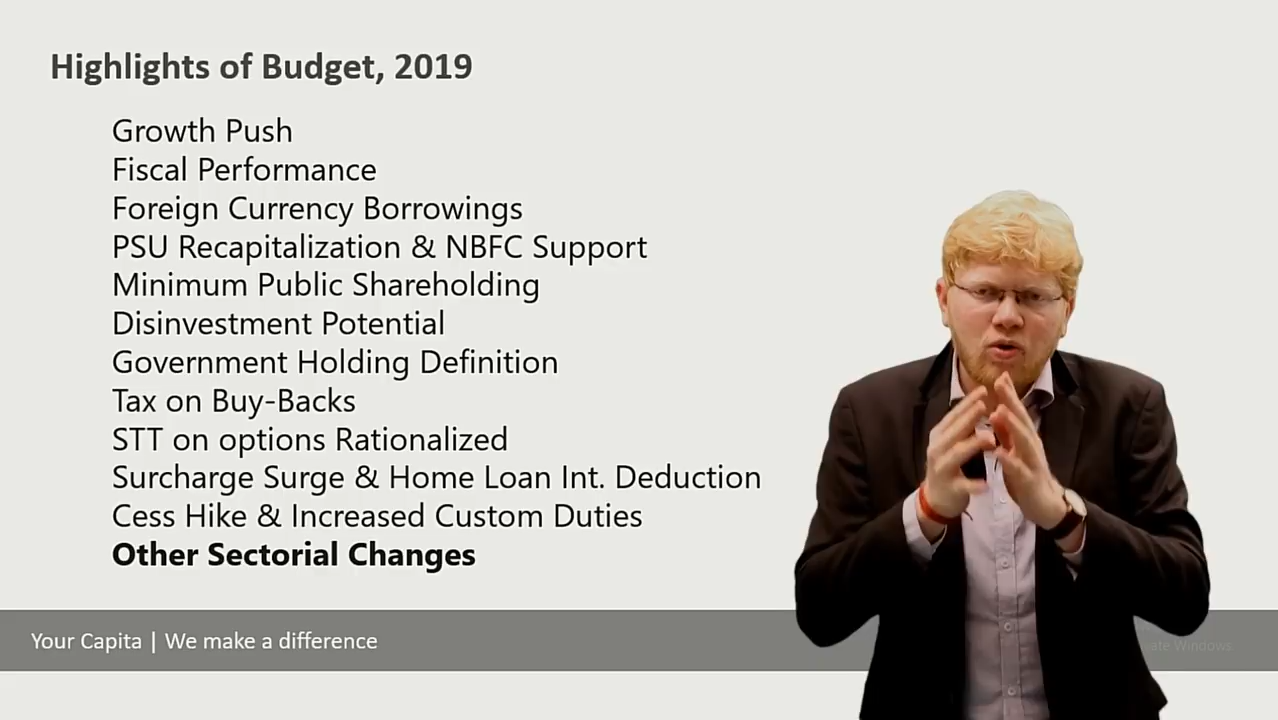 Highlights of Budget, 2019
Growth Push
Fiscal Performance
Foreign Currency Borrowings
PSU Recapitalization & NBFC Support
Minimum Public Shareholding
Disinvestment Potential
Government Holding Definition
Tax on Buy-Backs
STT on options Rationalized
Surcharge Surge & Home Loan Int. Deduction
Cess Hike & Increased Custom Duties
Other Sectorial Changes
Your Capita | We make a difference
Windows